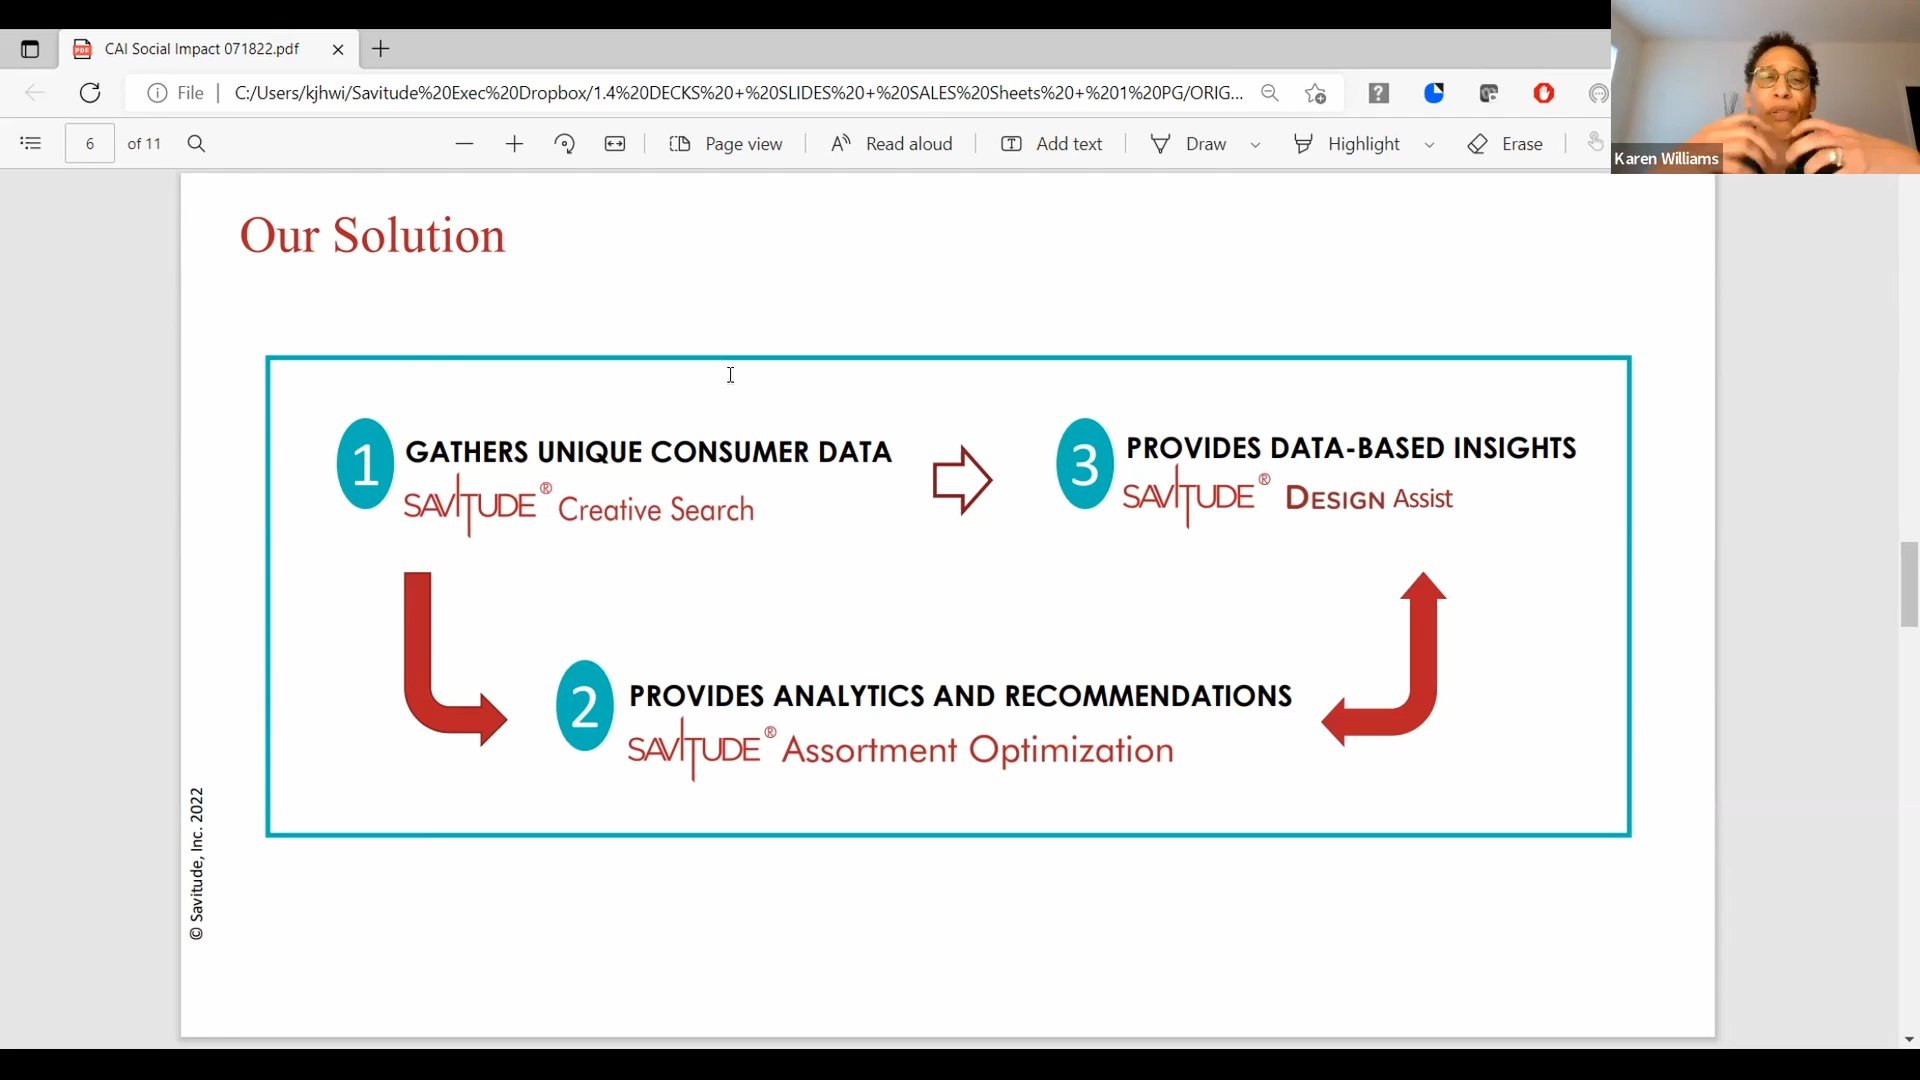 CAI Social Impact 071822.pdf
File
C:/Users/kjhwi/Savitude%20Exec%20Dropbox/1.4%20DECKS%20+%20SLIDES%20+%20SALES%20Sheets%20+%201%20PG/ORIG...
6 of 11
Page view
Read aloud
Add text
Draw
Highlight
Erase
Karen Williams
Our Solution
1 GATHERS UNIQUE CONSUMER DATA
SAVITUDE® Creative Search
3 PROVIDES DATA-BASED INSIGHTS
SAVITUDE® DESIGN Assist
2 PROVIDES ANALYTICS AND RECOMMENDATIONS
SAVITUDE® Assortment Optimization
© Savitude, Inc. 2022